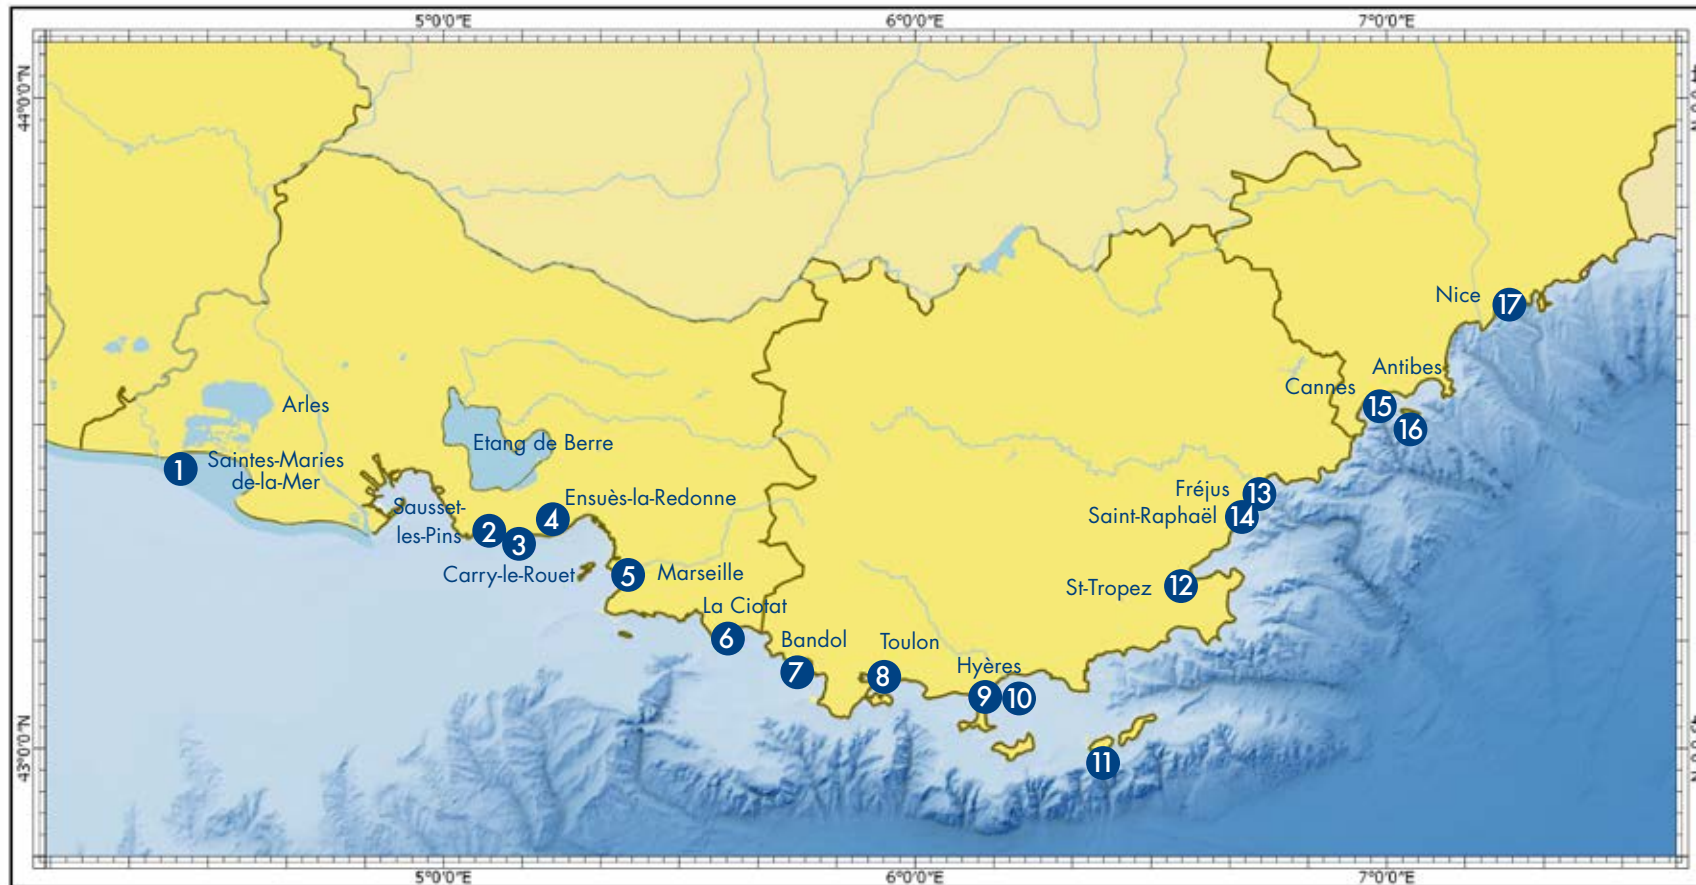 5°0'0"E
6°0'0"E
7°0'0"E
44°0'0"N
Nice
17
Antibes
Cannes
15
16
Arles
Etang de Berre
1
Saintes-Maries
de-la-Mer
Ensuès-la-Redonne
Sausset-
les-Pins
2
3
4
Carry-le-Rouet
Fréjus
13
Saint-Raphaël
14
5
Marseille
St-Tropez
12
La Ciotat
6
Bandol
7
Toulon
8
Hyères
9
10
11
43°0'0"N
5°0'0"E
6°0'0"E
7°0'0"E